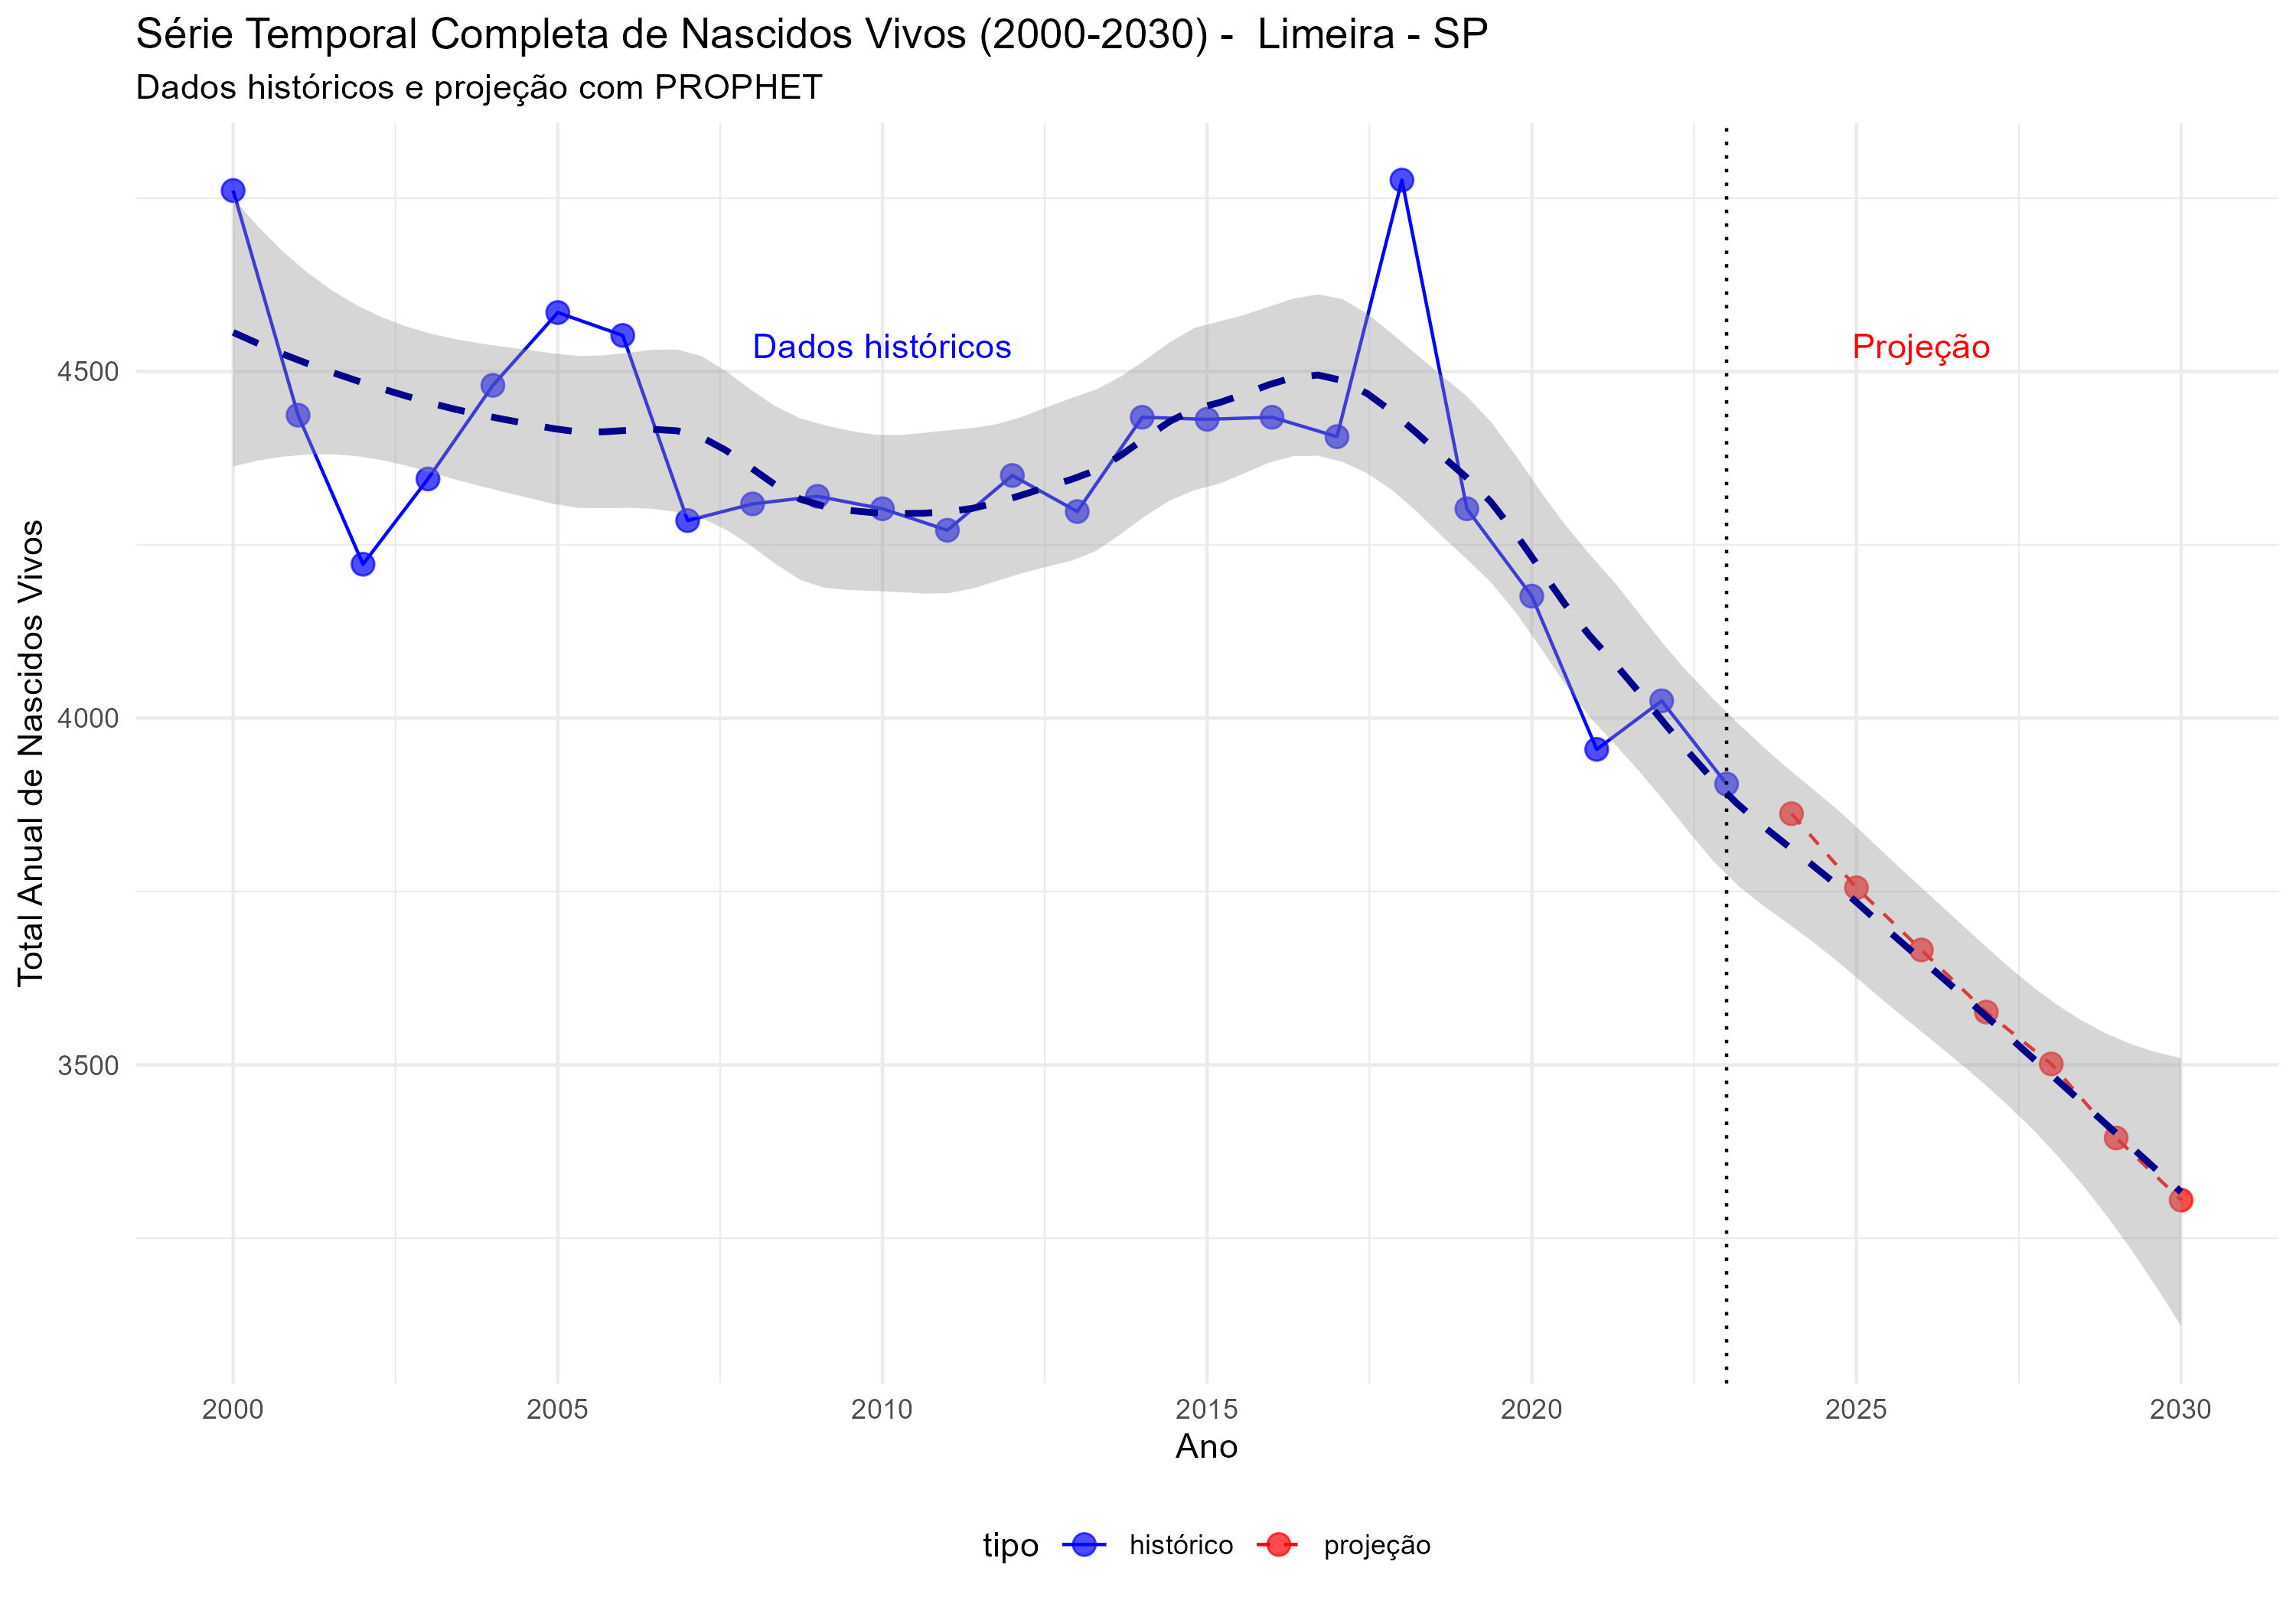 Série Temporal Completa de Nascidos Vivos (2000-2030) -  Limeira - SP
Dados históricos e projeção com PROPHET
Total Anual de Nascidos Vivos
4500
4000
3500
Dados históricos
Projeção
2000
2005
2010
2015
2020
2025
2030
Ano
tipo
histórico
projeção